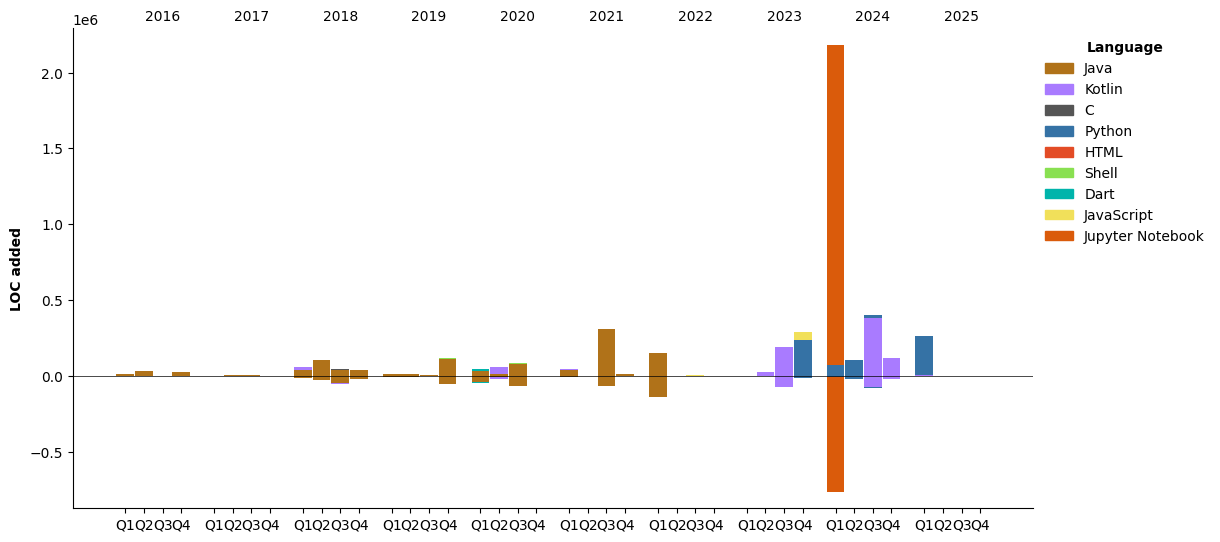 2016 2017 2018 2019 2020 2021 2022 2023 2024 2025
1e6
Language
Java
Kotlin
C
Python
HTML
Shell
Dart
JavaScript
Jupyter Notebook
LOC added
2.0
1.5
1.0
0.5
0.0
−0.5
Q1Q2Q3Q4 Q1Q2Q3Q4 Q1Q2Q3Q4 Q1Q2Q3Q4 Q1Q2Q3Q4 Q1Q2Q3Q4 Q1Q2Q3Q4 Q1Q2Q3Q4 Q1Q2Q3Q4 Q1Q2Q3Q4